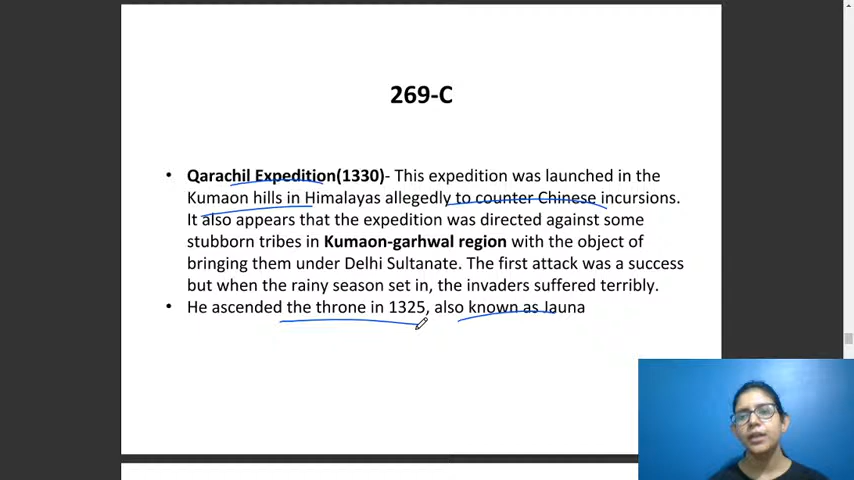 269-C
• Qarachil Expedition(1330)- This expedition was launched in the
Kumaon hills in Himalayas allegedly to counter Chinese incursions.
It also appears that the expedition was directed against some
stubborn tribes in Kumaon-garhwal region with the object of
bringing them under Delhi Sultanate. The first attack was a success
but when the rainy season set in, the invaders suffered terribly.
• He ascended the throne in 1325, also known as Jauna